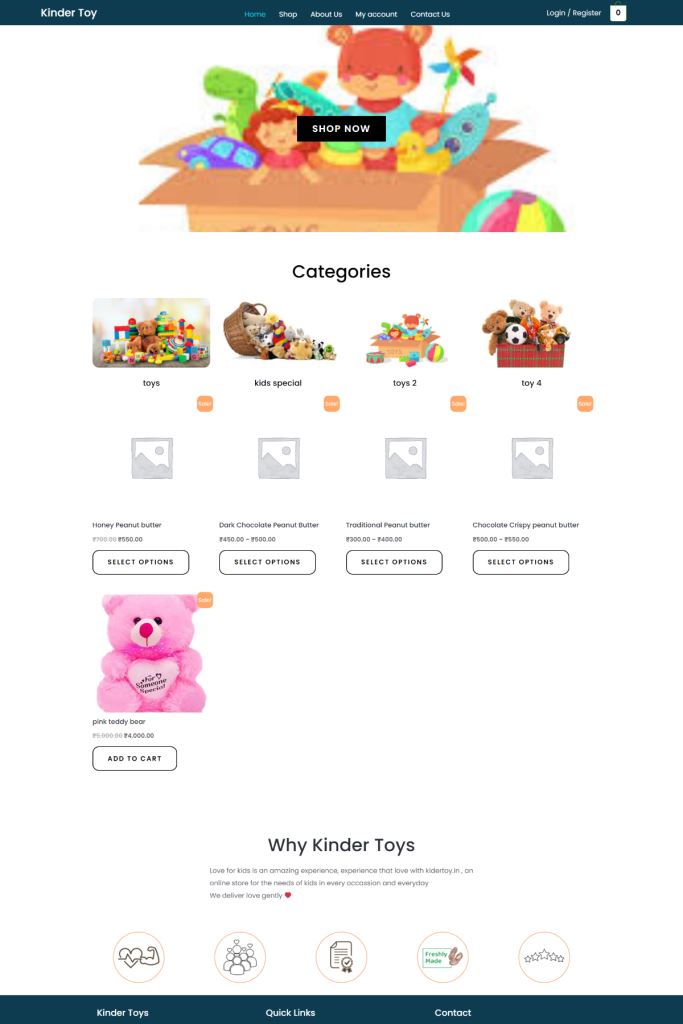 Kinder Toy
Home Shop About Us My account Contact Us
Login / Register 0
SHOP NOW
TOYS
Categories
TOYS
toys kids special toys 2 toy 4
Sale! Sale! Sale! Sale!
Honey Peanut butter Dark Chocolate Peanut Butter Traditional Peanut butter Chocolate Crispy peanut butter
₹700.00 ₹550.00 ₹450.00 – ₹500.00 ₹300.00 – ₹400.00 ₹500.00 – ₹550.00
SELECT OPTIONS SELECT OPTIONS SELECT OPTIONS SELECT OPTIONS
Sale!
For
Someone
Special
pink teddy bear
₹5,000.00 ₹4,000.00
ADD TO CART
Why Kinder Toys
Love for kids is an amazing experience, experience that love with kidertoy.in , an
online store for the needs of kids in every occassion and everyday
We deliver love gently ❤
Freshly
Made
Kinder Toys Quick Links Contact